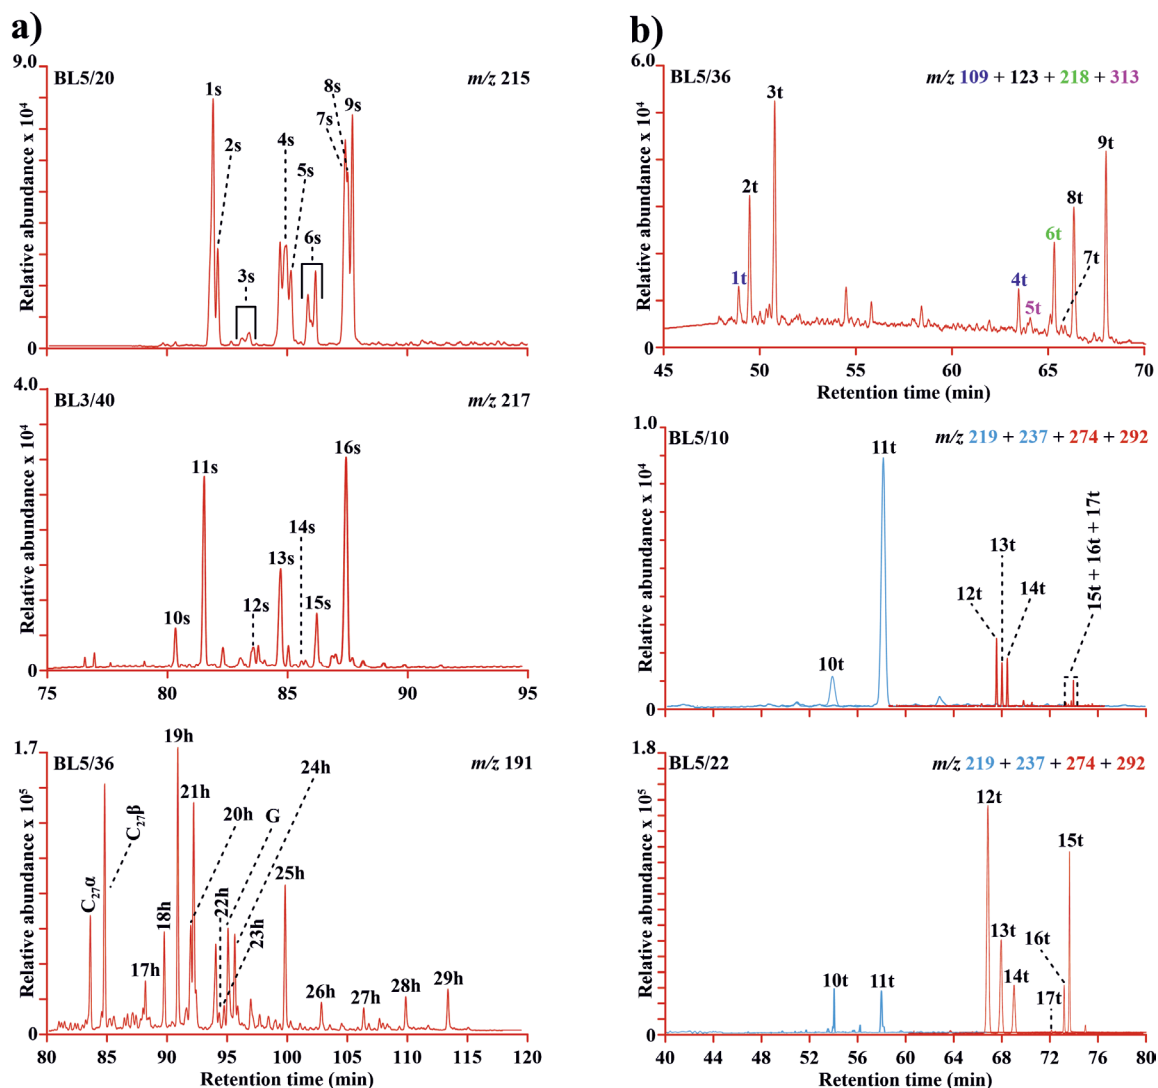 a)
9.0
BL5/20
m/z 215
1s
2s
3s
4s
5s
6s
7s
8s
9s
Relative abundance x 10⁴
0
4.0
BL3/40
m/z 217
10s
11s
12s
13s
14s
15s
16s
Relative abundance x 10⁴
0
75 80 85 90 95
1.7
BL5/36
m/z 191
C₂₇α
C₂₇β
17h
18h
19h
21h
20h
22h
G
23h
24h
25h
26h
27h
28h
29h
Relative abundance x 10⁵
0
80 85 90 95 100 105 110 115 120
Retention time (min)
b)
6.0
BL5/36
m/z 109 + 123 + 218 + 313
1t
2t
3t
4t
5t
6t
7t
8t
9t
Relative abundance x 10⁴
0
45 50 55 60 65 70
Retention time (min)
1.0
BL5/10
m/z 219 + 237 + 274 + 292
10t
11t
12t
13t
14t
15t + 16t + 17t
Relative abundance x 10⁴
0
1.8
BL5/22
m/z 219 + 237 + 274 + 292
10t
11t
12t
13t
14t
17t
16t
15t
Relative abundance x 10⁵
0
40 44 48 52 56 60 64 68 72 76 80
Retention time (min)